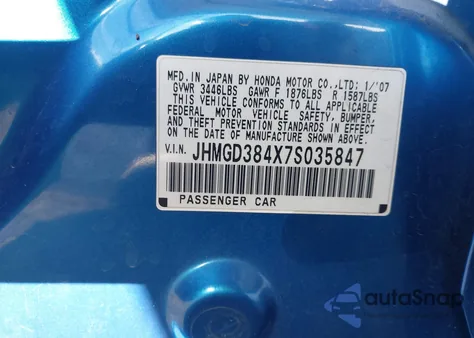 MFD. IN JAPAN BY HONDA MOTOR CO., LTD: 1/'07
GVWR 3446LBS GAWR F 1876LBS R 1587LBS
THIS VEHICLE CONFORMS TO ALL APPLICABLE
FEDERAL MOTOR VEHICLE SAFETY, BUMPER,
AND THEFT PREVENTION STANDARDS IN
EFFECT ON THE DATE OF MANUFACTURE
SHOWN ABOVE.
V.I.N. JHMGD384X7S035847
PASSENGER CAR
autoSnap